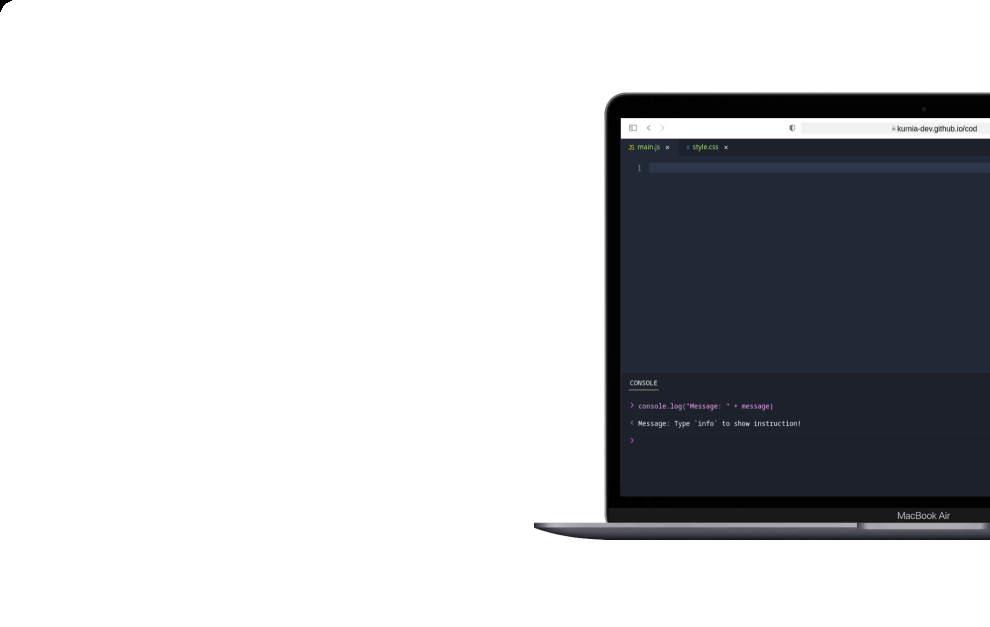 kurnia-dev.github.io/cod
JS main.js × # style.css ×
1
CONSOLE
> console.log("Message: " + message)
< Message: Type `info` to show instruction!
>
MacBook Air